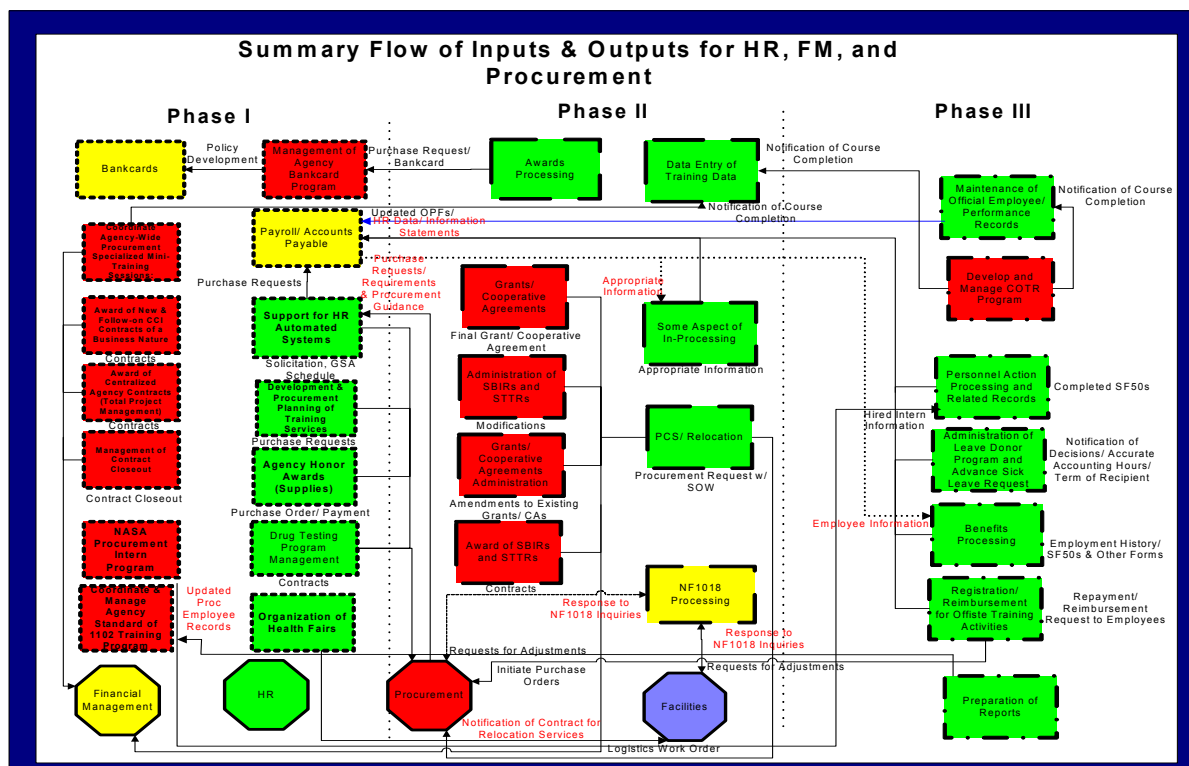 Summary Flow of Inputs & Outputs for HR, FM, and
Procurement
Phase I
Phase II
Phase III
Bankcards
Policy
Development
Management of
Agency
Bankcard
Program
Purchase Request/
Bankcard
Awards
Processing
Data Entry of
Training Data
Notification of Course
Completion
Maintenance of
Official Employee/
Performance
Records
Notification of Course
Completion
Coordinate
Agency-Wide
Procurement
Specialized Mini-
Training
Sessions
Payroll/ Accounts
Payable
Updated OPFs/
HR Data/ Information
Statements
Notification of Course
Completion
Purchase Requests
Purchase
Requests/
Requirements
& Procurement
Guidance
Grants/
Cooperative
Agreements
Final Grant/ Cooperative
Agreement
Appropriate
Information
Develop and
Manage COTR
Program
Award of New &
Follow-on CCI
Contracts of a
Business Nature
Contracts
Support for HR
Automated
Systems
Solicitation, GSA
Schedule
Some Aspect of
In-Processing
Appropriate Information
Award of
Centralized
Agency Contracts
(Total Project
Management)
Contracts
Development &
Procurement
Planning of
Training
Services
Purchase Requests
Administration of
SBIRs and
STTRs
Modifications
Personnel Action
Processing and
Related Records
Completed SF50s
Hired Intern
Information
Management of
Contract
Closeout
Contract Closeout
Agency Honor
Awards
(Supplies)
Purchase Order/ Payment
Grants/
Cooperative
Agreements
Administration
Amendments to Existing
Grants/ CAs
PCS/ Relocation
Procurement Request w/
SOW
Administration of
Leave Donor
Program and
Advance Sick
Leave Request
Notification of
Decisions/ Accurate
Accounting Hours/
Term of Recipient
NASA
Procurement
Intern
Program
Drug Testing
Program
Management
Contracts
Award of SBIRs
and STTRs
Contracts
Employee Information
Benefits
Processing
Employment History/
SF50s & Other Forms
Coordinate &
Manage Agency
Standard of
1102 Training
Program
Updated
Proc
Employee
Records
Organization of
Health Fairs
Response to
NF1018 Inquiries
NF1018
Processing
Response to
NF1018 Inquiries
Registration/
Reimbursement
for Offiste Training
Activities
Repayment/
Reimbursement
Request to Employees
Financial
Management
HR
Procurement
Requests for Adjustments
Initiate Purchase
Orders
Facilities
Requests for Adjustments
Notification of Contract for
Relocation Services
Logistics Work Order
Preparation of
Reports